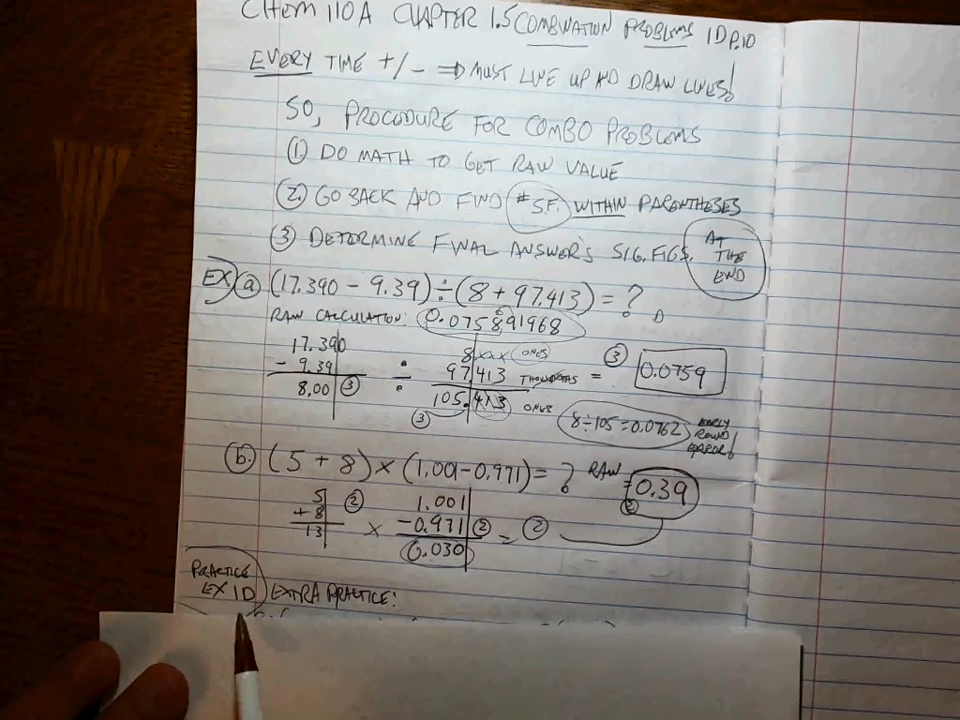 CHEM 110A CHAPTER 1.5 COMBINATION PROBLEMS 1D P.10
EVERY TIME +/- ⇒ MUST LINE UP AND DRAW LINES!
SO, PROCODURE FOR COMBO PROBLEMS
① DO MATH TO GET RAW VALUE
②. GO BACK AND FIND # S.F. WITHIN PARENTHESES
③ DETERMINE FINAL ANSWER'S SIG. FIGS. AT THE END
EX) ⓐ (17.390 - 9.39) ÷ (8 + 97.413) = ?
RAW CALCULATION: 0.075891968
17.390
- 9.39
8.00 ③
÷
8 xxx ONES
97.413 THOUSANDTHS
105.413 ONES
③
= ③ 0.0759
8÷105=0.0762 EARLY ROUND ERROR!
ⓑ. (5 + 8) × (1.001-0.971) = ? RAW = 0.39
5
+ 8
13
②
×
1.001
-0.971 ②
0.030
= ②
②
PRACTICE EX 1D EXTRA PRACTICE: